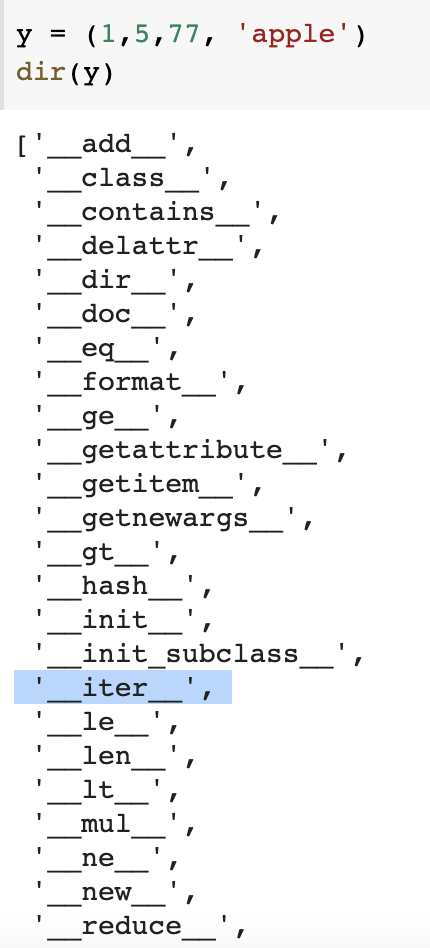 y = (1,5,77, 'apple')
dir(y)
['__add__',
'__class__',
'__contains__',
'__delattr__',
'__dir__',
'__doc__',
'__eq__',
'__format__',
'__ge__',
'__getattribute__',
'__getitem__',
'__getnewargs__',
'__gt__',
'__hash__',
'__init__',
'__init_subclass__',
'__iter__',
'__le__',
'__len__',
'__lt__',
'__mul__',
'__ne__',
'__new__',
'__reduce__',